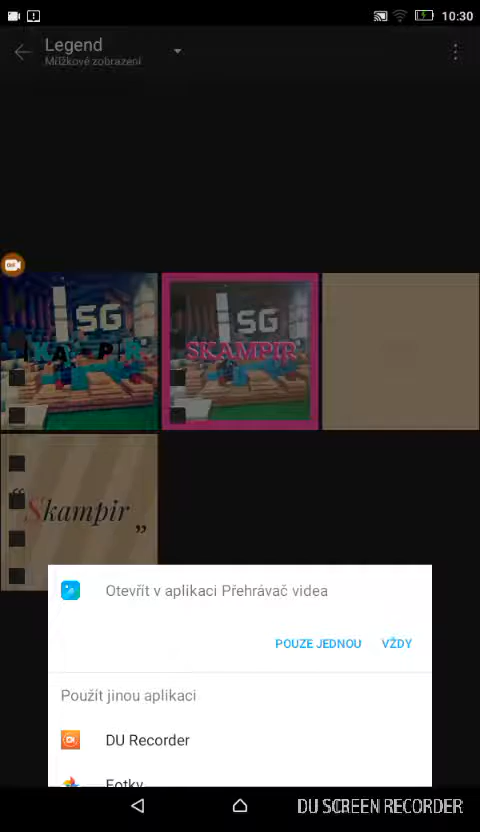 10:30
Legend
Mřížkové zobrazení
SG
SKAMPIR
SG
SKAMPIR
“Skampir„
Otevřít v aplikaci Přehrávač videa
POUZE JEDNOU VŽDY
Použít jinou aplikaci
DU Recorder
Fotky
DU SCREEN RECORDER